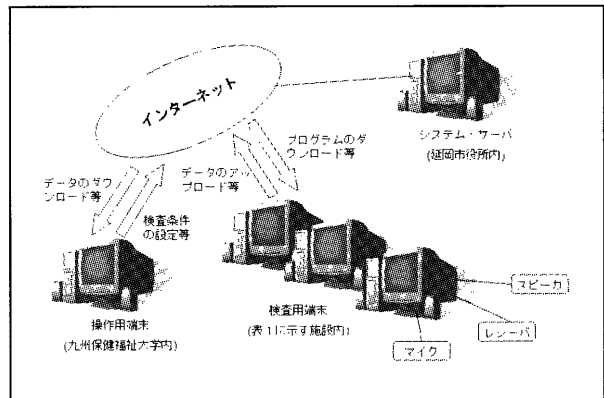 インターネット
システム・サーバ
(延岡市役所内)
プログラムのダ
ウンロード等
データのアッ
プロード等
データのダウ
ンロード等
検査条件
の設定等
操作用端末
(九州保健福祉大学内)
検査用端末
(表1に示す施設内)
スピーカ
レシーバ
マイク